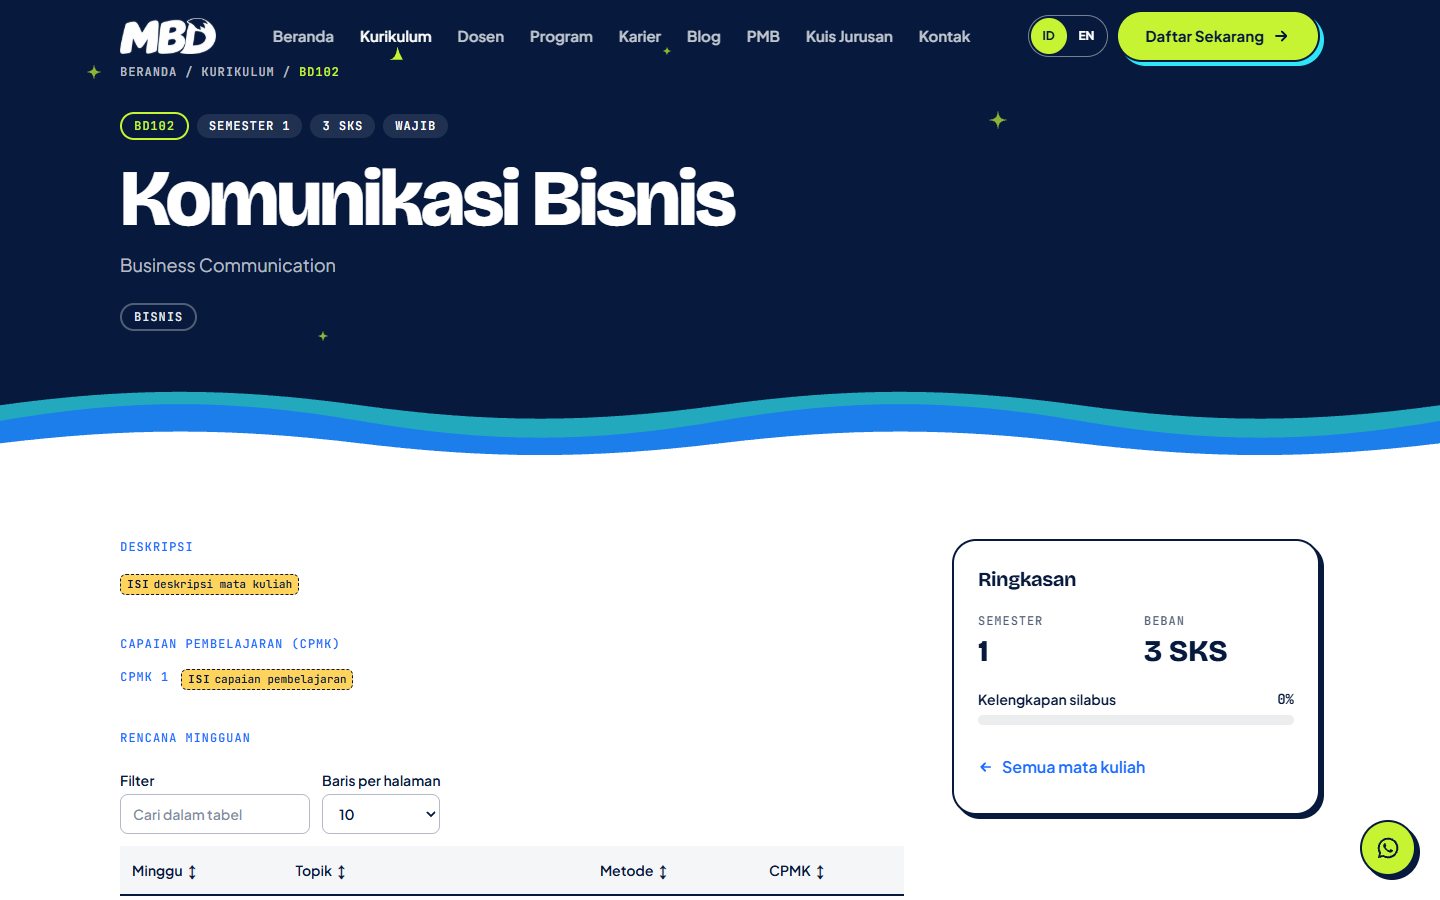 MBD
Beranda Kurikulum Dosen Program Karier Blog PMB Kuis Jurusan Kontak
ID EN
Daftar Sekarang →
BERANDA / KURIKULUM / BD102
BD102 SEMESTER 1 3 SKS WAJIB
Komunikasi Bisnis
Business Communication
BISNIS
DESKRIPSI
ISI deskripsi mata kuliah
CAPAIAN PEMBELAJARAN (CPMK)
CPMK 1 ISI capaian pembelajaran
RENCANA MINGGUAN
Filter Baris per halaman
Cari dalam tabel 10
Minggu ↕ Topik ↕ Metode ↕ CPMK ↕
Ringkasan
SEMESTER BEBAN
1 3 SKS
Kelengkapan silabus 0%
← Semua mata kuliah